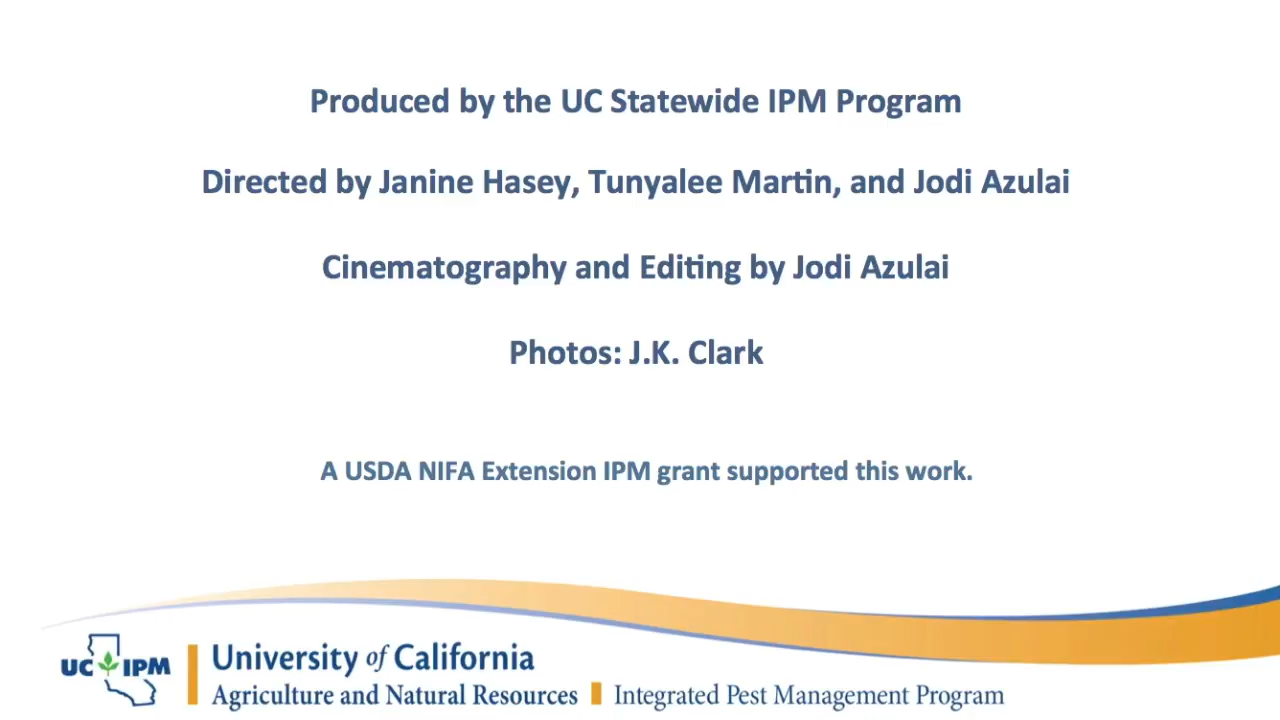 Produced by the UC Statewide IPM Program
Directed by Janine Hasey, Tunyalee Martin, and Jodi Azulai
Cinematography and Editing by Jodi Azulai
Photos: J.K. Clark
A USDA NIFA Extension IPM grant supported this work.
UC IPM
University of California
Agriculture and Natural Resources Integrated Pest Management Program